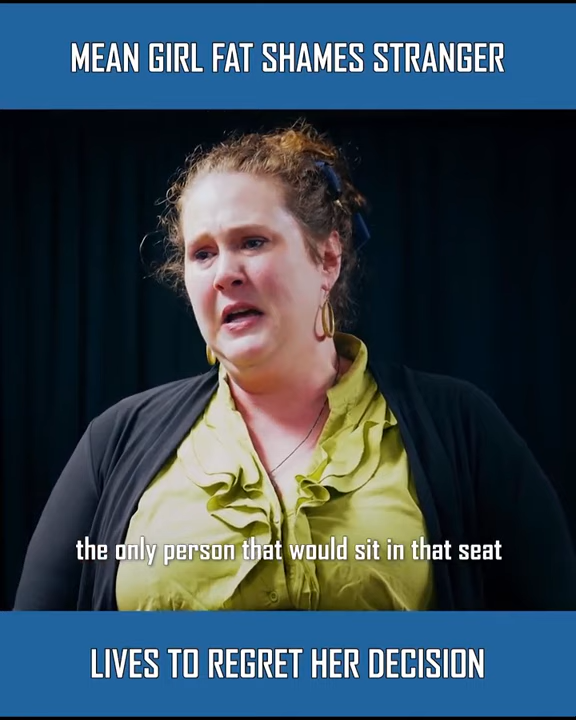 MEAN GIRL FAT SHAMES STRANGER
the only person that would sit in that seat
LIVES TO REGRET HER DECISION